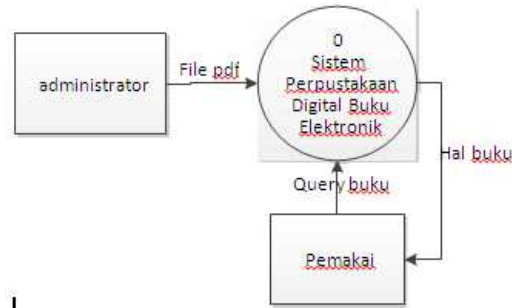 administrator
File pdf
0
Sistem
Perpustakaan
Digital Buku
Elektronik
Hal buku
Query buku
Pemakai